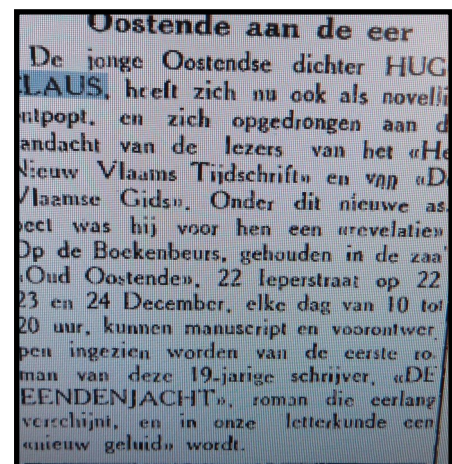 Oostende aan de eer
De jonge Oostendse dichter HUG
CLAUS, heeft zich nu ook als novelli
ontpopt, en zich opgedrongen aan d
andacht van de lezers van het «He
Nieuw Vlaams Tijdschrift» en van «D
Vlaamse Gids». Onder dit nieuwe as
pect was hij voor hen een «revelatie»
Op de Boekenbeurs, gehouden in de zaa
«Oud Oostende», 22 Ieperstraat op 22
23 en 24 December, elke dag van 10 tot
20 uur, kunnen manuscript en voorontwer
pen ingezien worden van de eerste ro
man van deze 19-jarige schrijver, «DE
EENDENJACHT», roman die eerlang
verschijnt, en in onze letterkunde een
«nieuw geluid» wordt.